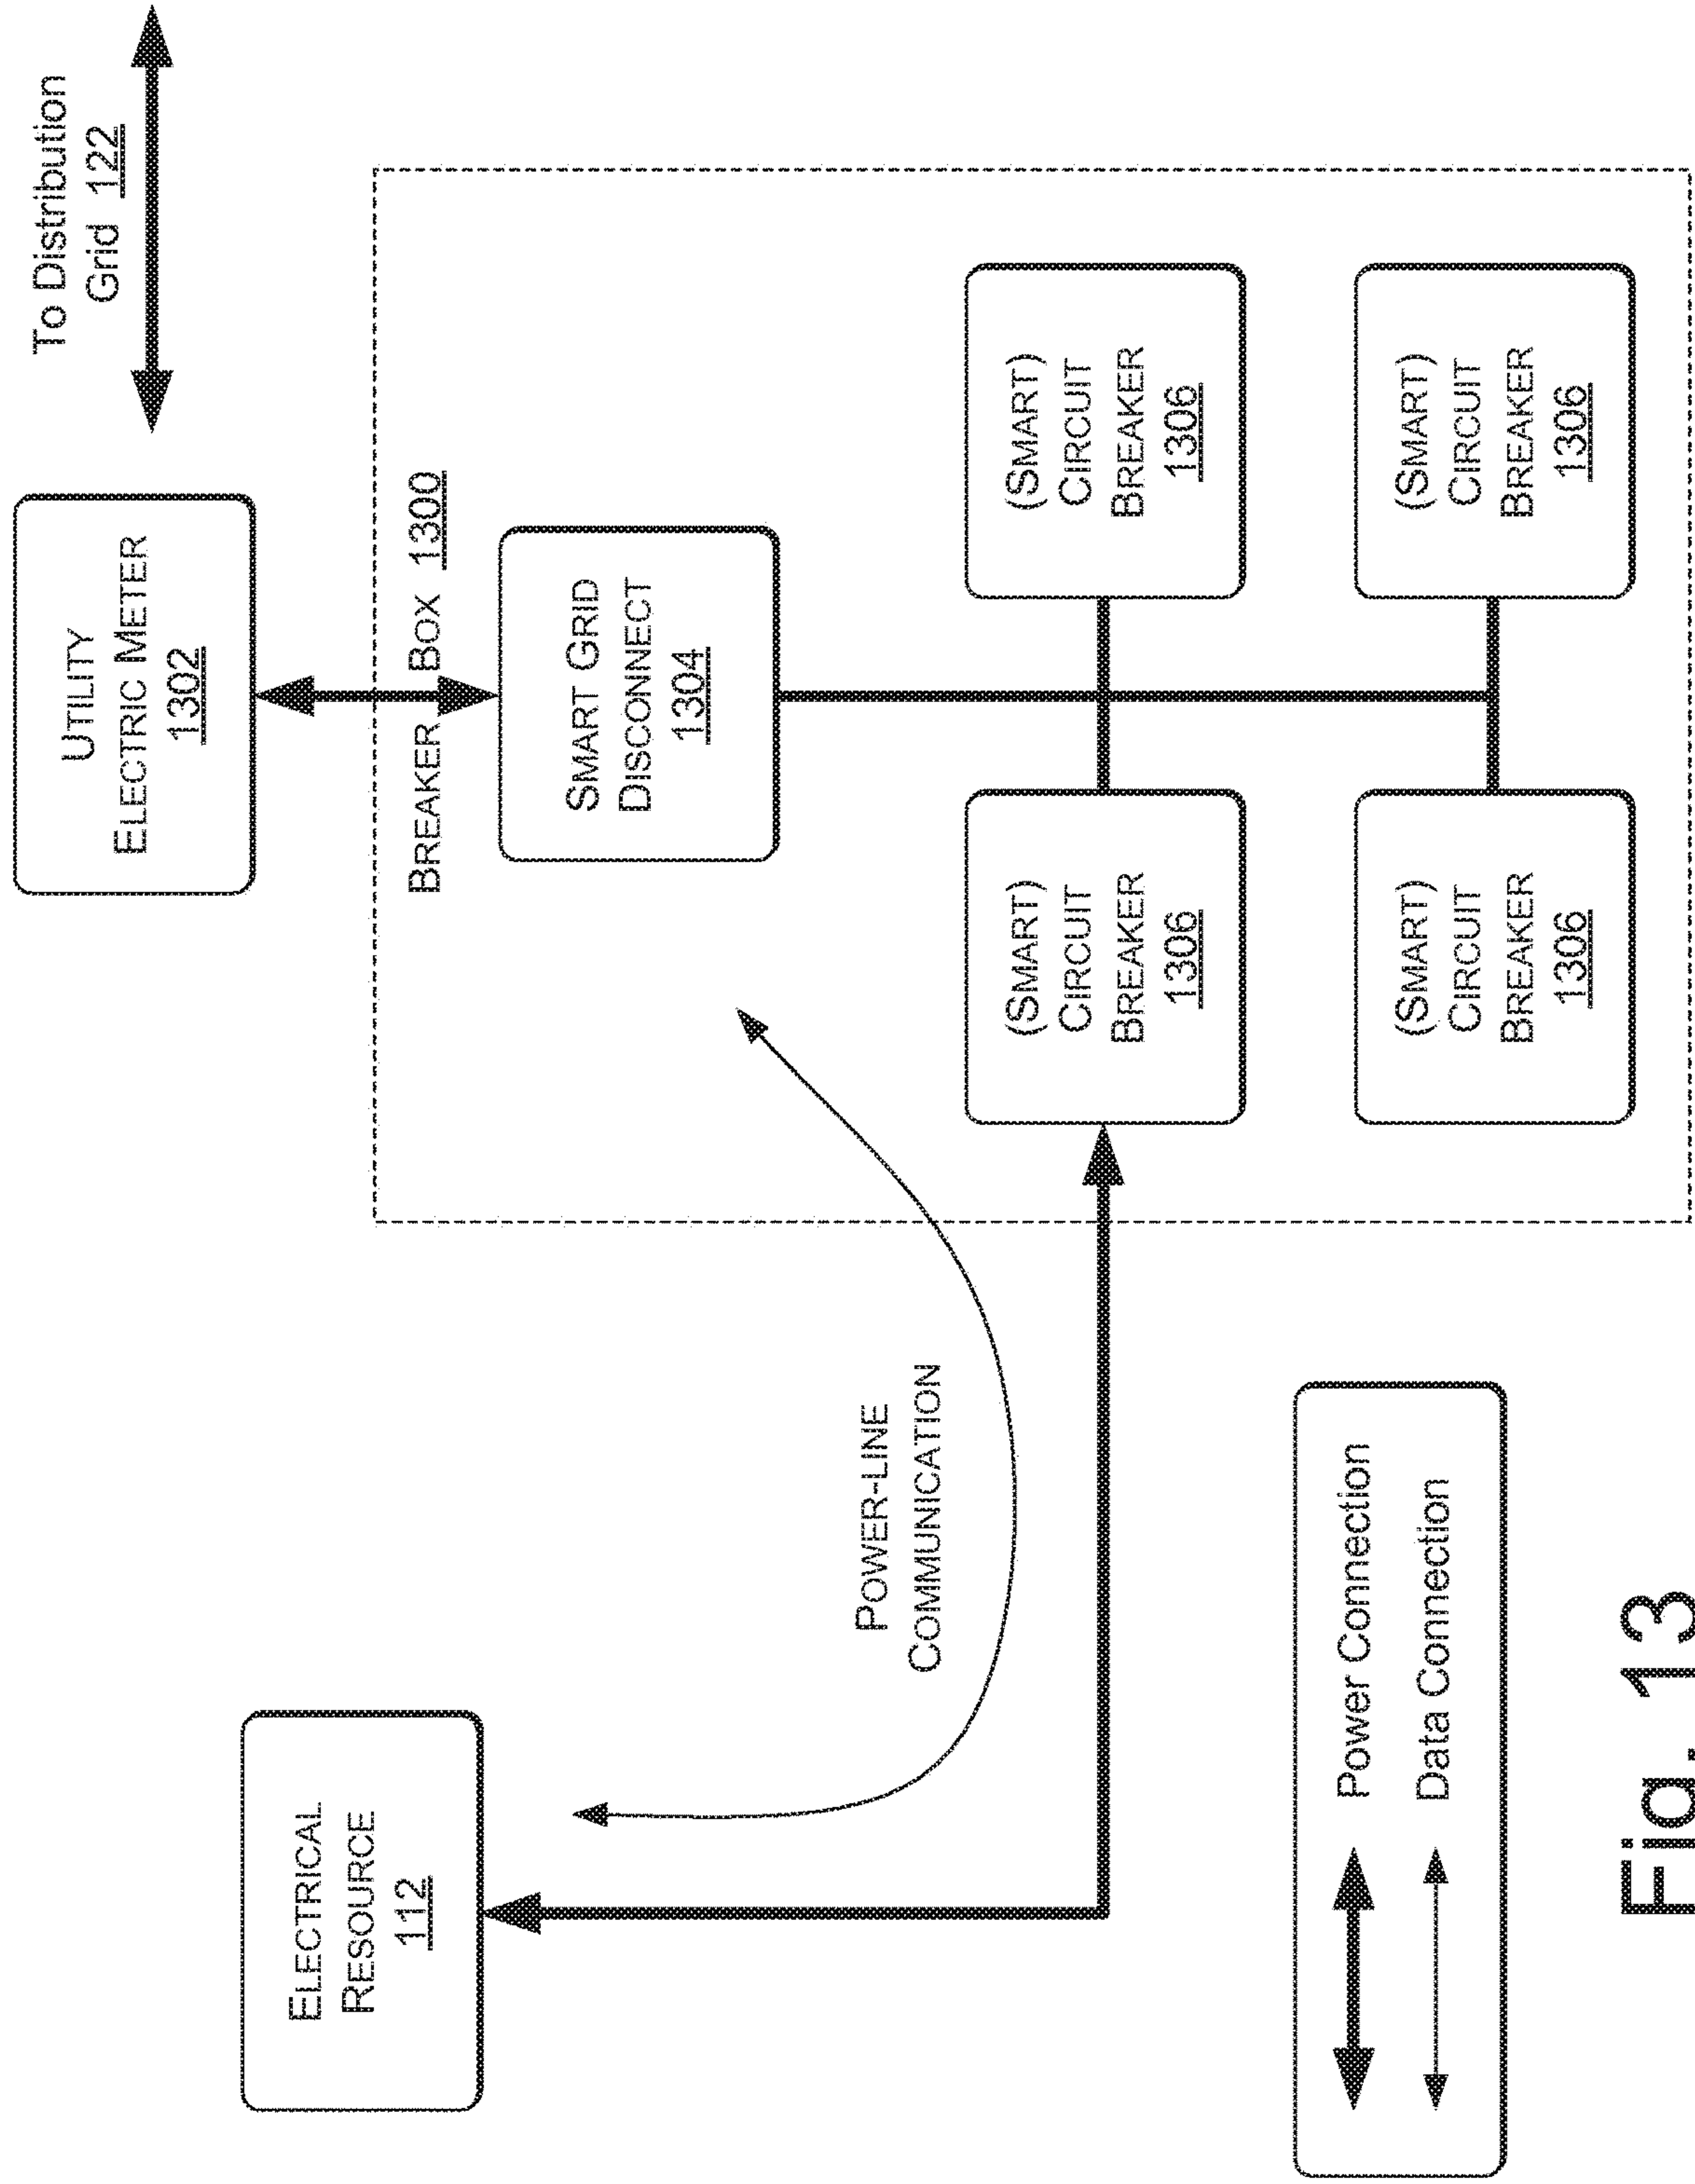 To Distribution
Grid 122
UTILITY
ELECTRIC METER
1302
BREAKER BOX 1300
SMART GRID
DISCONNECT
1304
ELECTRICAL
RESOURCE
112
POWER-LINE
COMMUNICATION
(SMART)
CIRCUIT
BREAKER
1306
(SMART)
CIRCUIT
BREAKER
1306
(SMART)
CIRCUIT
BREAKER
1306
(SMART)
CIRCUIT
BREAKER
1306
Power Connection
Data Connection
Fig. 13